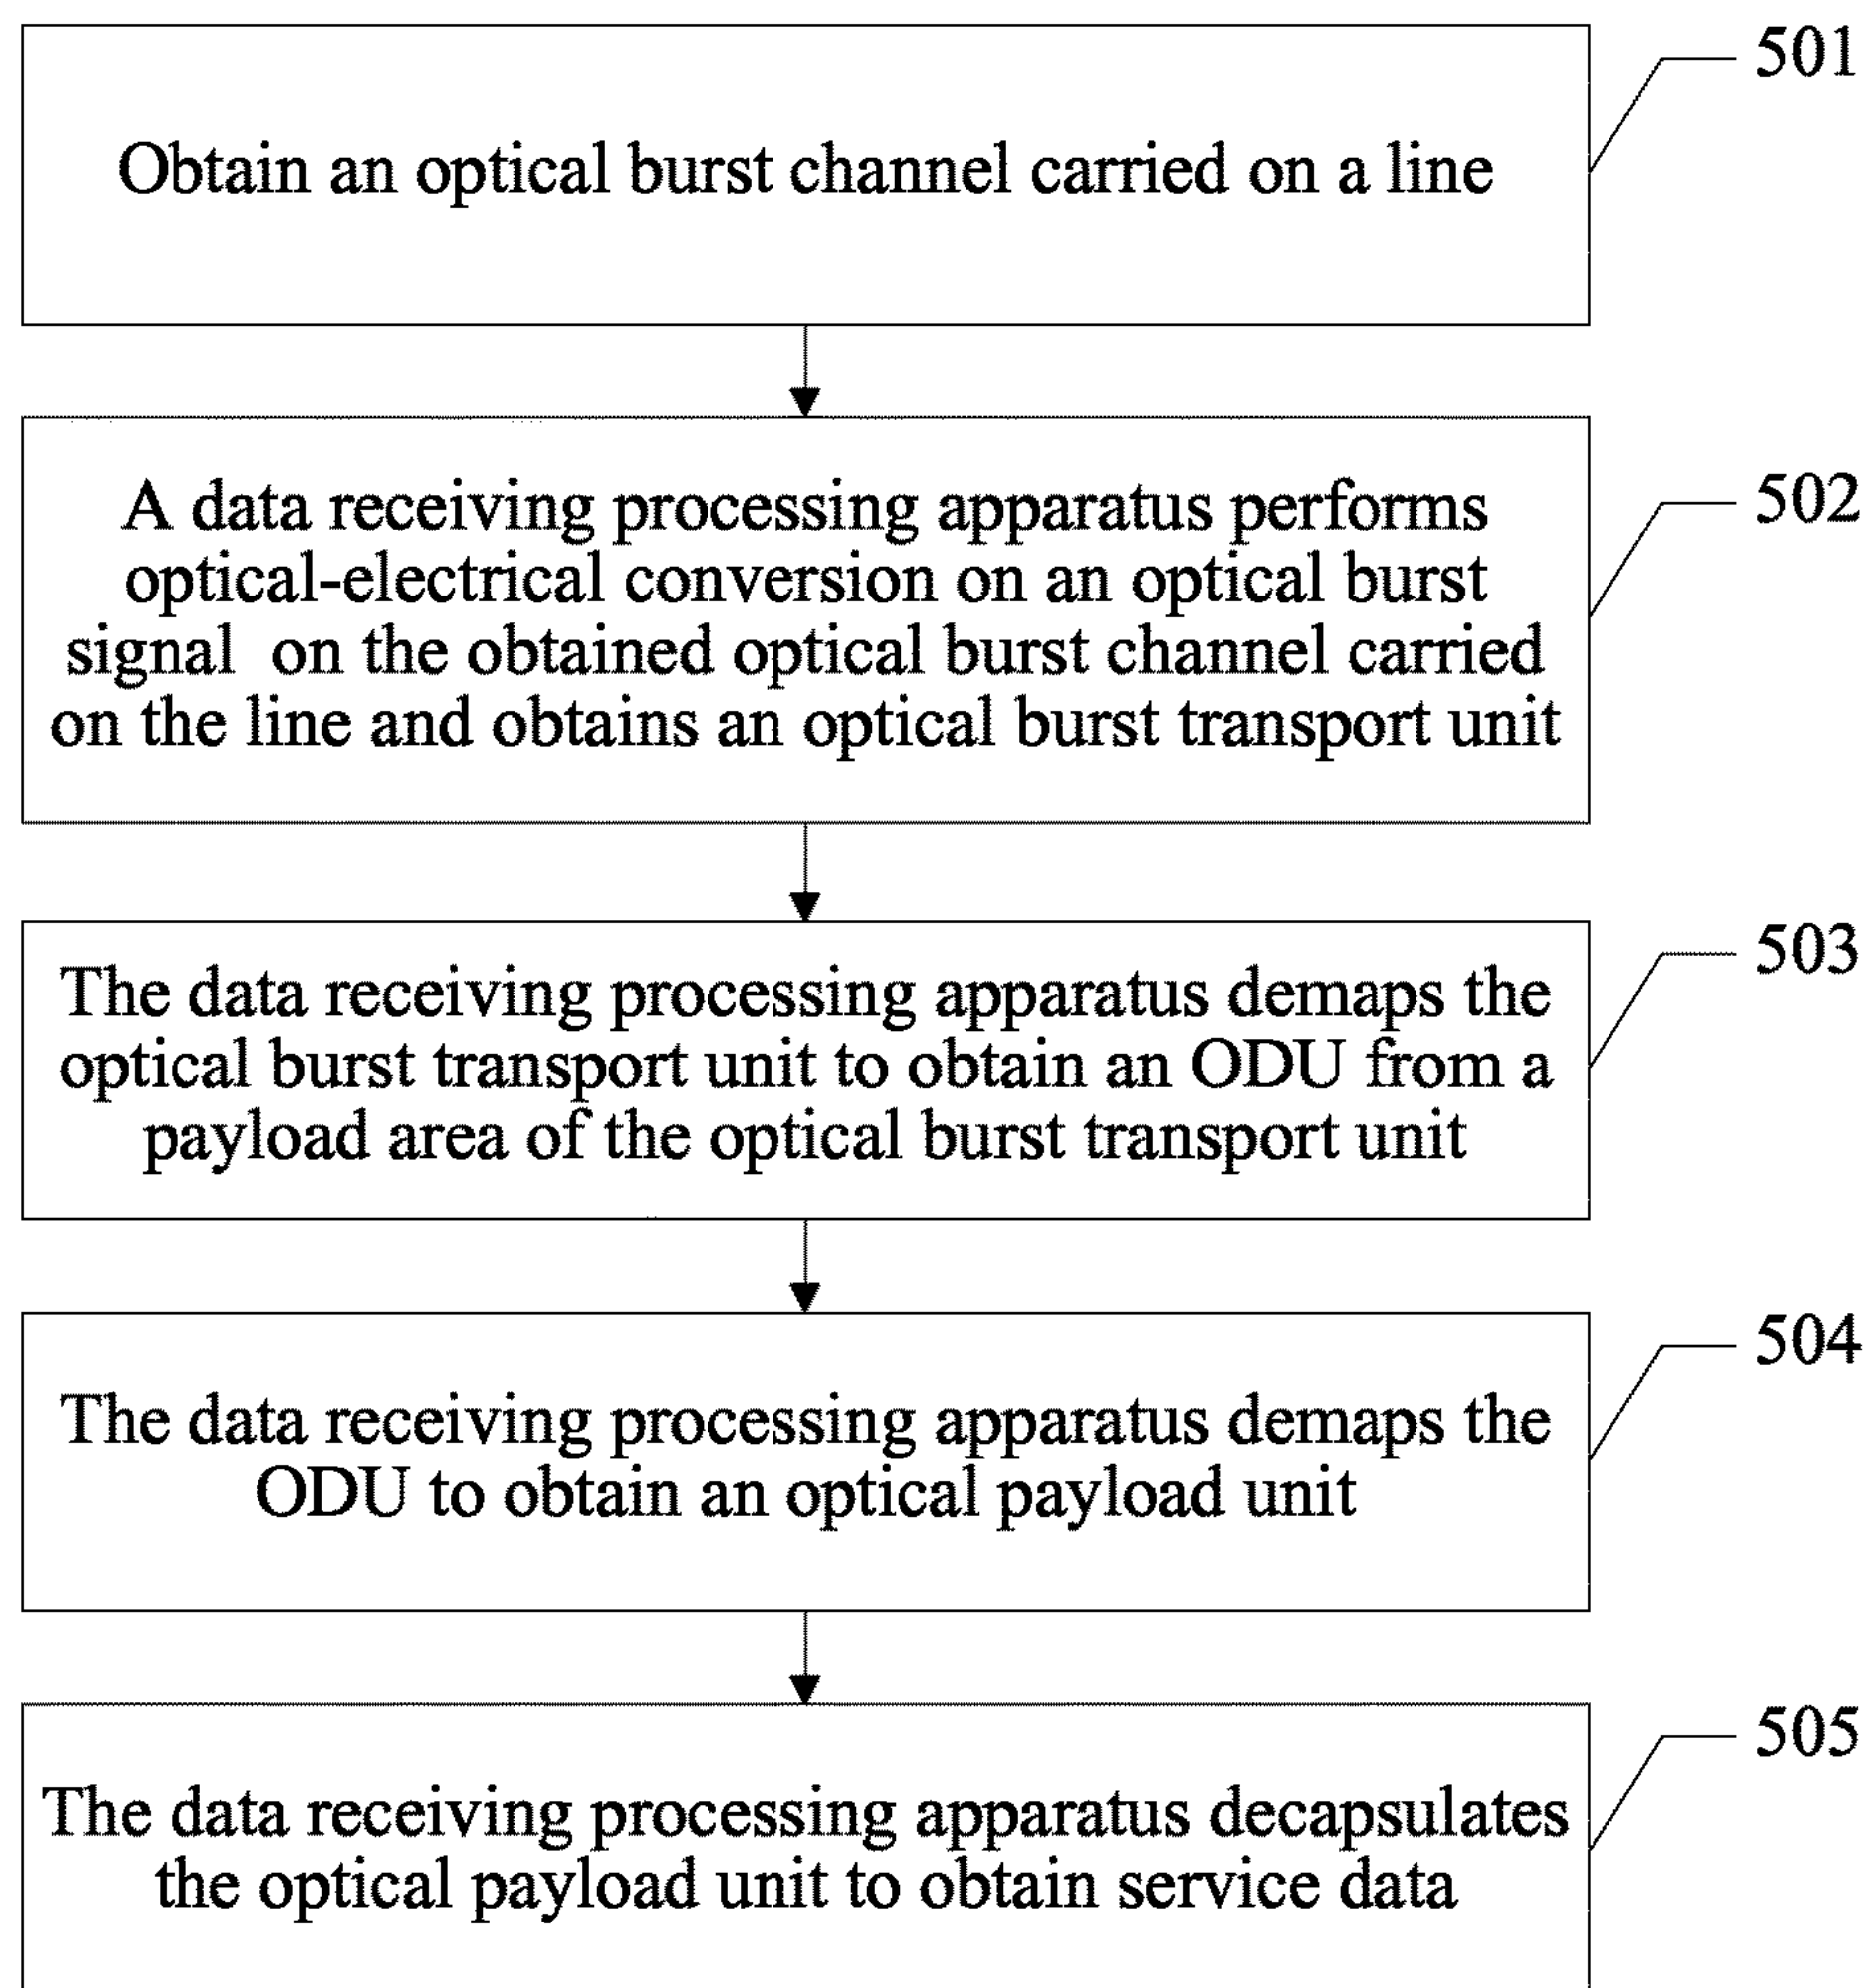 Obtain an optical burst channel carried on a line
501
A data receiving processing apparatus performs
optical-electrical conversion on an optical burst
signal on the obtained optical burst channel carried
on the line and obtains an optical burst transport unit
502
The data receiving processing apparatus demaps the
optical burst transport unit to obtain an ODU from a
payload area of the optical burst transport unit
503
The data receiving processing apparatus demaps the
ODU to obtain an optical payload unit
504
The data receiving processing apparatus decapsulates
the optical payload unit to obtain service data
505